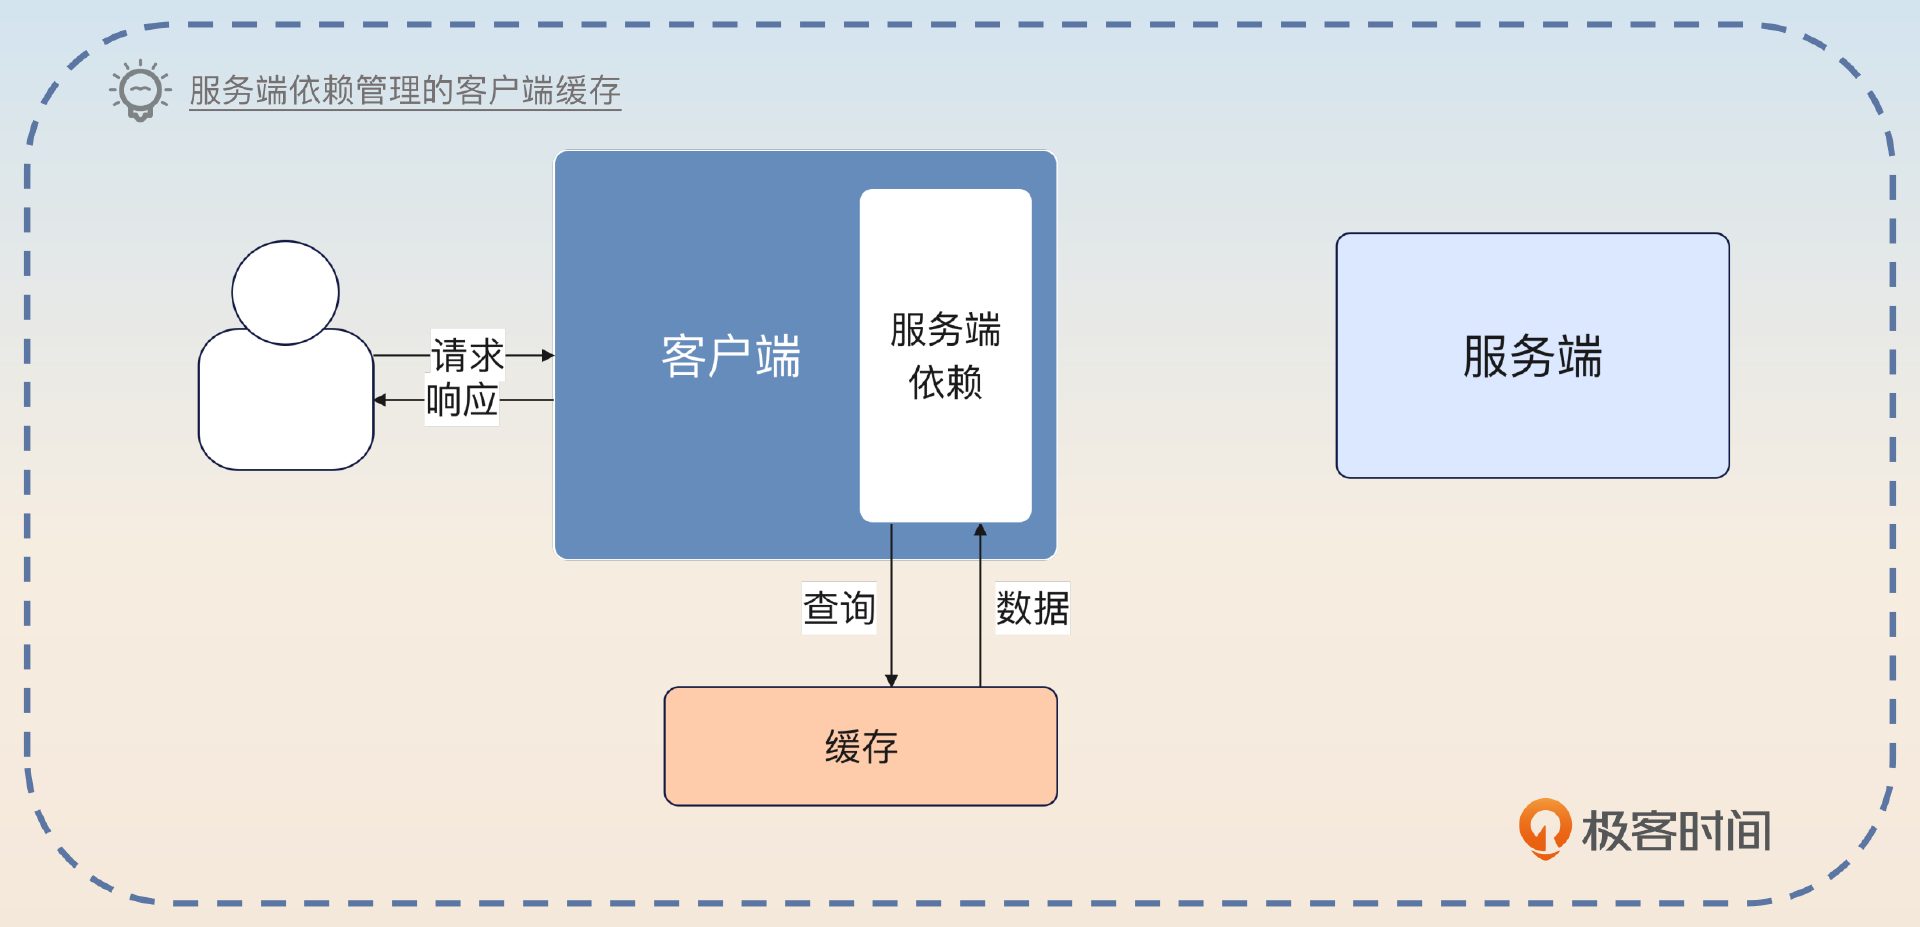 服务端依赖管理的客户端缓存
请求
响应
客户端
服务端
依赖
服务端
查询
数据
缓存
极客时间